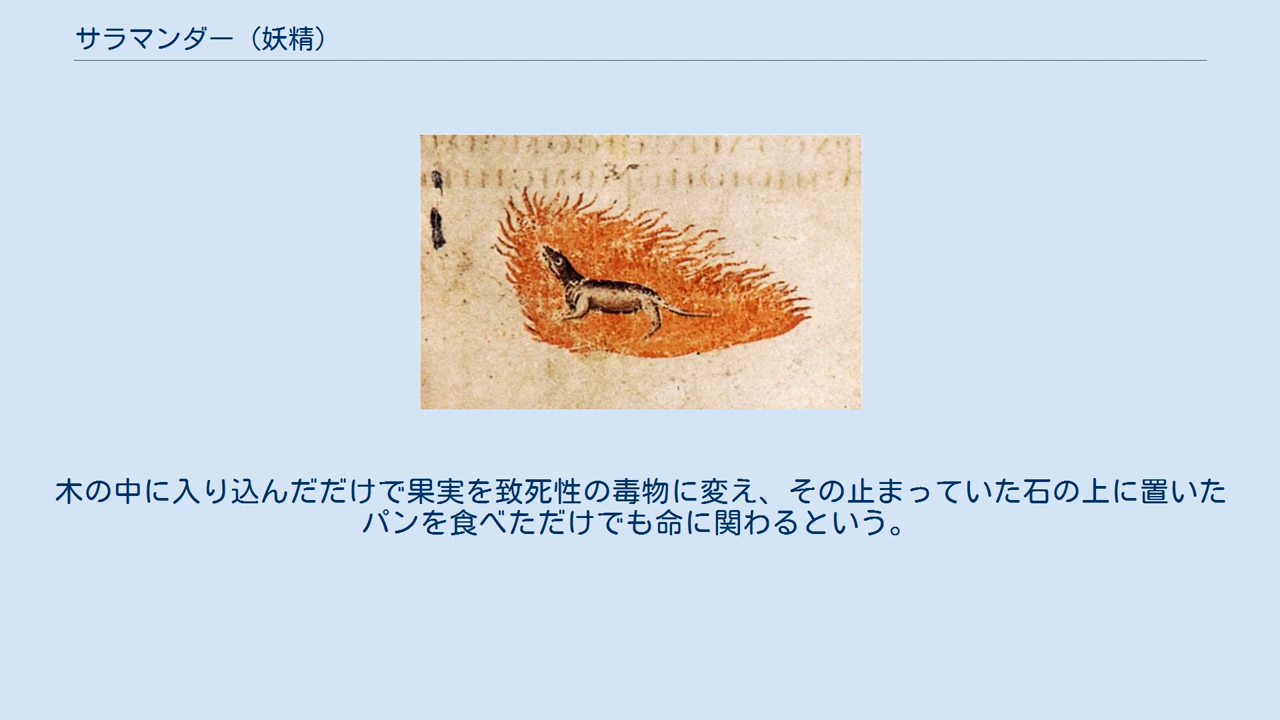 サラマンダー（妖精）
木の中に入り込んだだけで果実を致死性の毒物に変え、その止まっていた石の上に置いた
パンを食べただけでも命に関わるという。